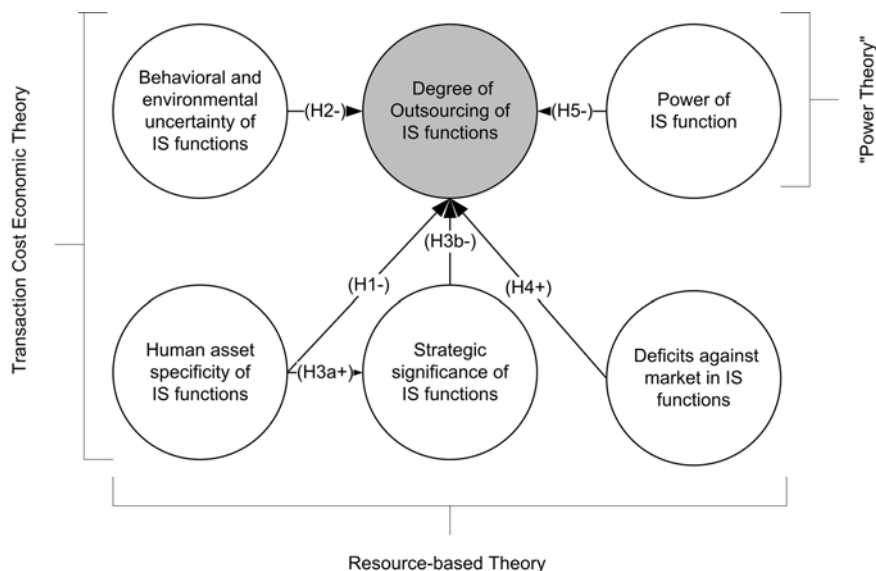 Transaction Cost Economic Theory
Behavioral and
environmental
uncertainty of
IS functions
(H2-)
Degree of
Outsourcing of
IS functions
(H5-)
Power of
IS function
"Power Theory"
(H1-)
(H3b-)
(H4+)
Human asset
specificity of
IS functions
(H3a+)
Strategic
significance of
IS functions
Deficits against
market in IS
functions
Resource-based Theory